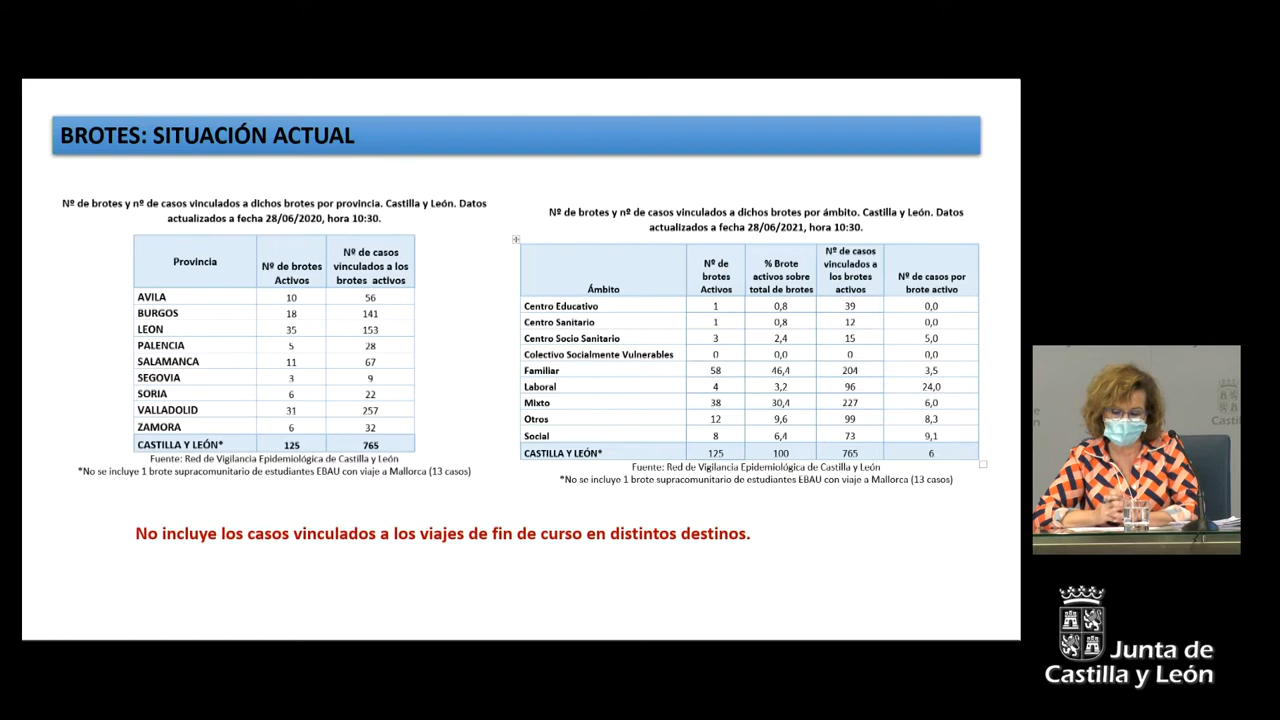 BROTES: SITUACIÓN ACTUAL
Nº de brotes y nº de casos vinculados a dichos brotes por provincia. Castilla y León. Datos
actualizados a fecha 28/06/2020, hora 10:30.
Provincia Nº de brotes Activos Nº de casos vinculados a los brotes activos
AVILA 10 56
BURGOS 18 141
LEON 35 153
PALENCIA 5 28
SALAMANCA 11 67
SEGOVIA 3 9
SORIA 6 22
VALLADOLID 31 257
ZAMORA 6 32
CASTILLA Y LEÓN* 125 765
Fuente: Red de Vigilancia Epidemiológica de Castilla y León
*No se incluye 1 brote supracomunitario de estudiantes EBAU con viaje a Mallorca (13 casos)
Nº de brotes y nº de casos vinculados a dichos brotes por ámbito. Castilla y León. Datos
actualizados a fecha 28/06/2021, hora 10:30.
Ámbito Nº de brotes Activos % Brote activos sobre total de brotes Nº de casos vinculados a los brotes activos Nº de casos por brote activo
Centro Educativo 1 0,8 39 0,0
Centro Sanitario 1 0,8 12 0,0
Centro Socio Sanitario 3 2,4 15 5,0
Colectivo Socialmente Vulnerables 0 0,0 0 0,0
Familiar 58 46,4 204 3,5
Laboral 4 3,2 96 24,0
Mixto 38 30,4 227 6,0
Otros 12 9,6 99 8,3
Social 8 6,4 73 9,1
CASTILLA Y LEÓN* 125 100 765 6
Fuente: Red de Vigilancia Epidemiológica de Castilla y León
*No se incluye 1 brote supracomunitario de estudiantes EBAU con viaje a Mallorca (13 casos)
No incluye los casos vinculados a los viajes de fin de curso en distintos destinos.
Junta de
Castilla y León